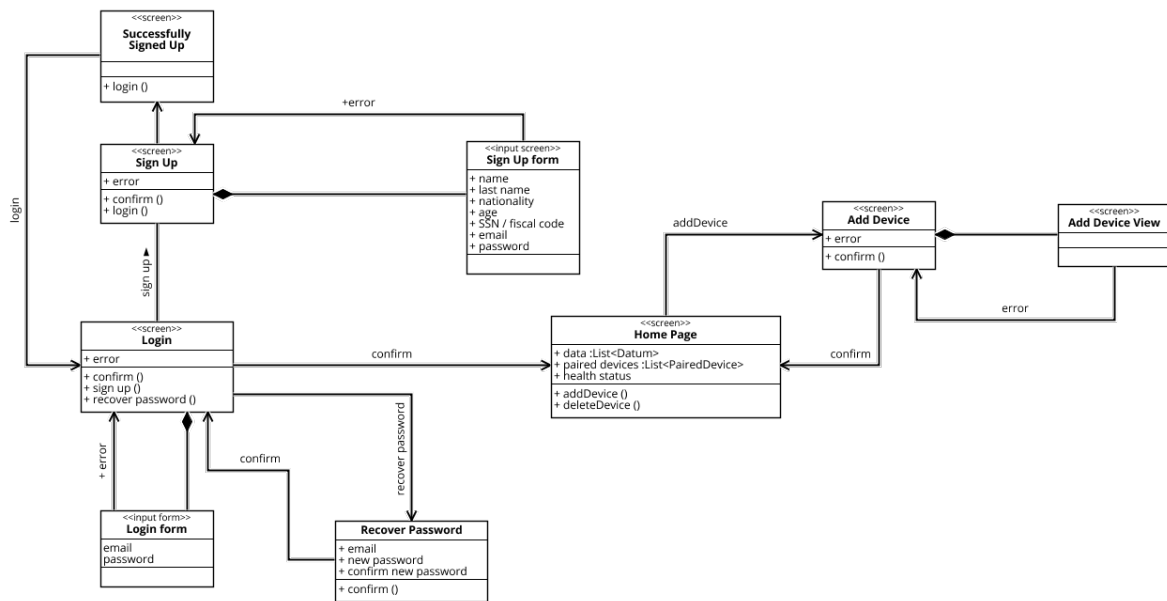 <<screen>>
Successfully
Signed Up
+ login ()
login
+error
<<screen>>
Sign Up
+ error
+ confirm ()
+ login ()
<<input screen>>
Sign Up form
+ name
+ last name
+ nationality
+ age
+ SSN / fiscal code
+ email
+ password
sign up
addDevice
<<screen>>
Add Device
+ error
+ confirm ()
<<screen>>
Add Device View
error
confirm
<<screen>>
Login
+ error
+ confirm ()
+ sign up ()
+ recover password ()
confirm
<<screen>>
Home Page
+ data :List<Datum>
+ paired devices :List<PairedDevice>
+ health status
+ addDevice ()
+ deleteDevice ()
+ error
confirm
recover password
<<input form>>
Login form
email
password
Recover Password
+ email
+ new password
+ confirm new password
+ confirm ()